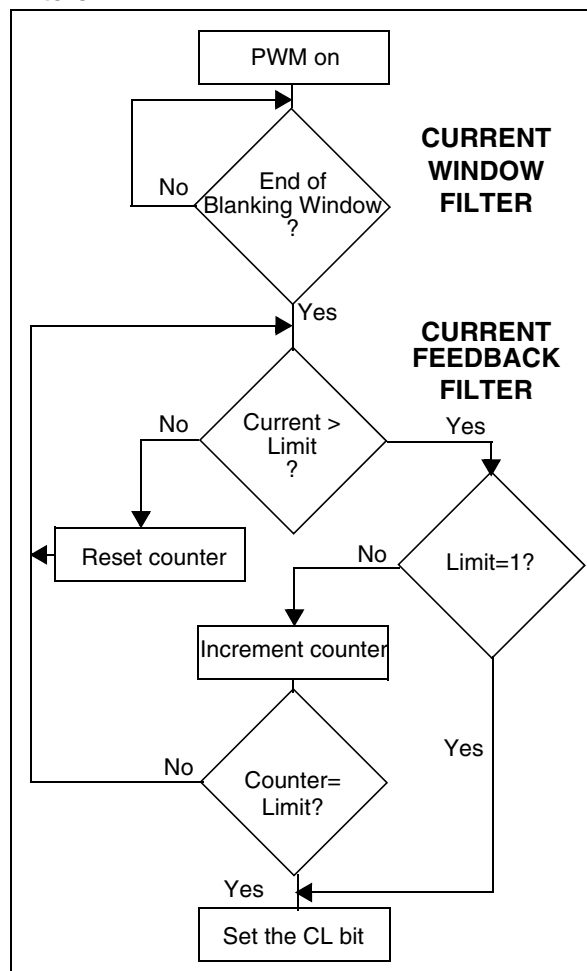 PWM on
CURRENT
WINDOW
FILTER
No
End of
Blanking Window
?
Yes
CURRENT
FEEDBACK
FILTER
No
Current >
Limit
?
Yes
Reset counter
No
Limit=1?
Increment counter
No
Counter=
Limit?
Yes
Yes
Set the CL bit